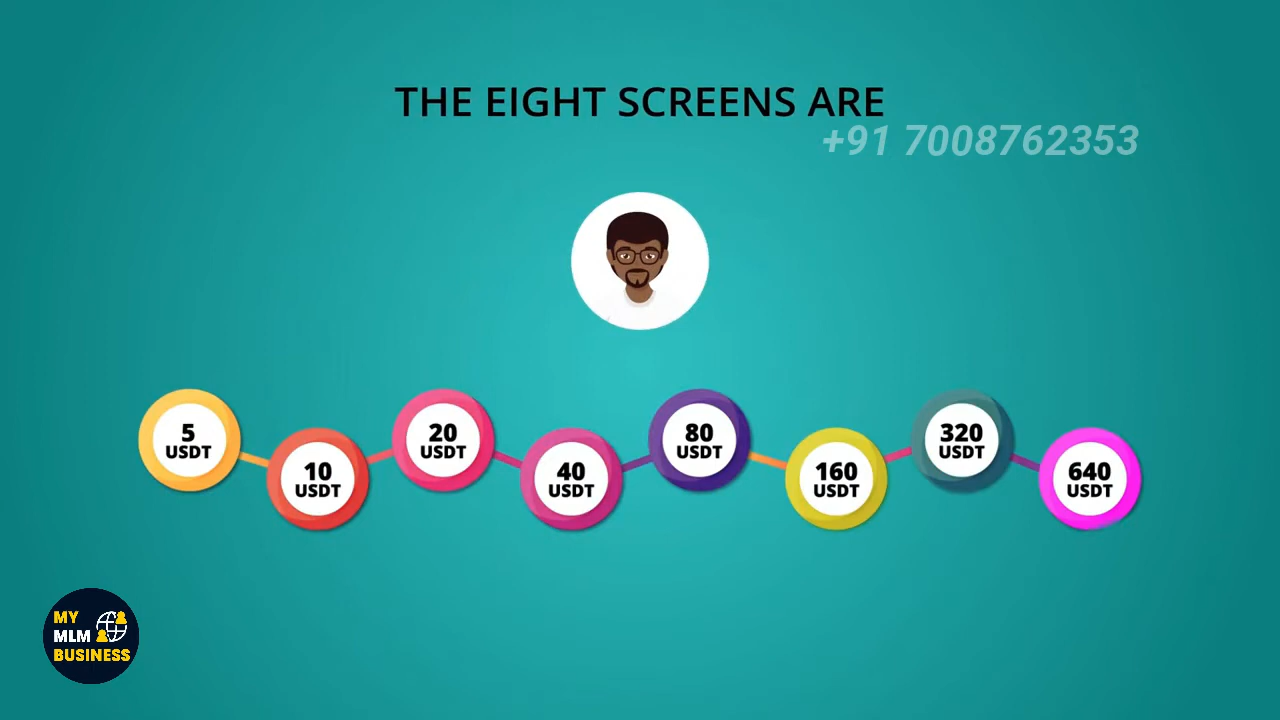 THE EIGHT SCREENS ARE
+91 7008762353
5
USDT
10
USDT
20
USDT
40
USDT
80
USDT
160
USDT
320
USDT
640
USDT
MY
MLM
BUSINESS